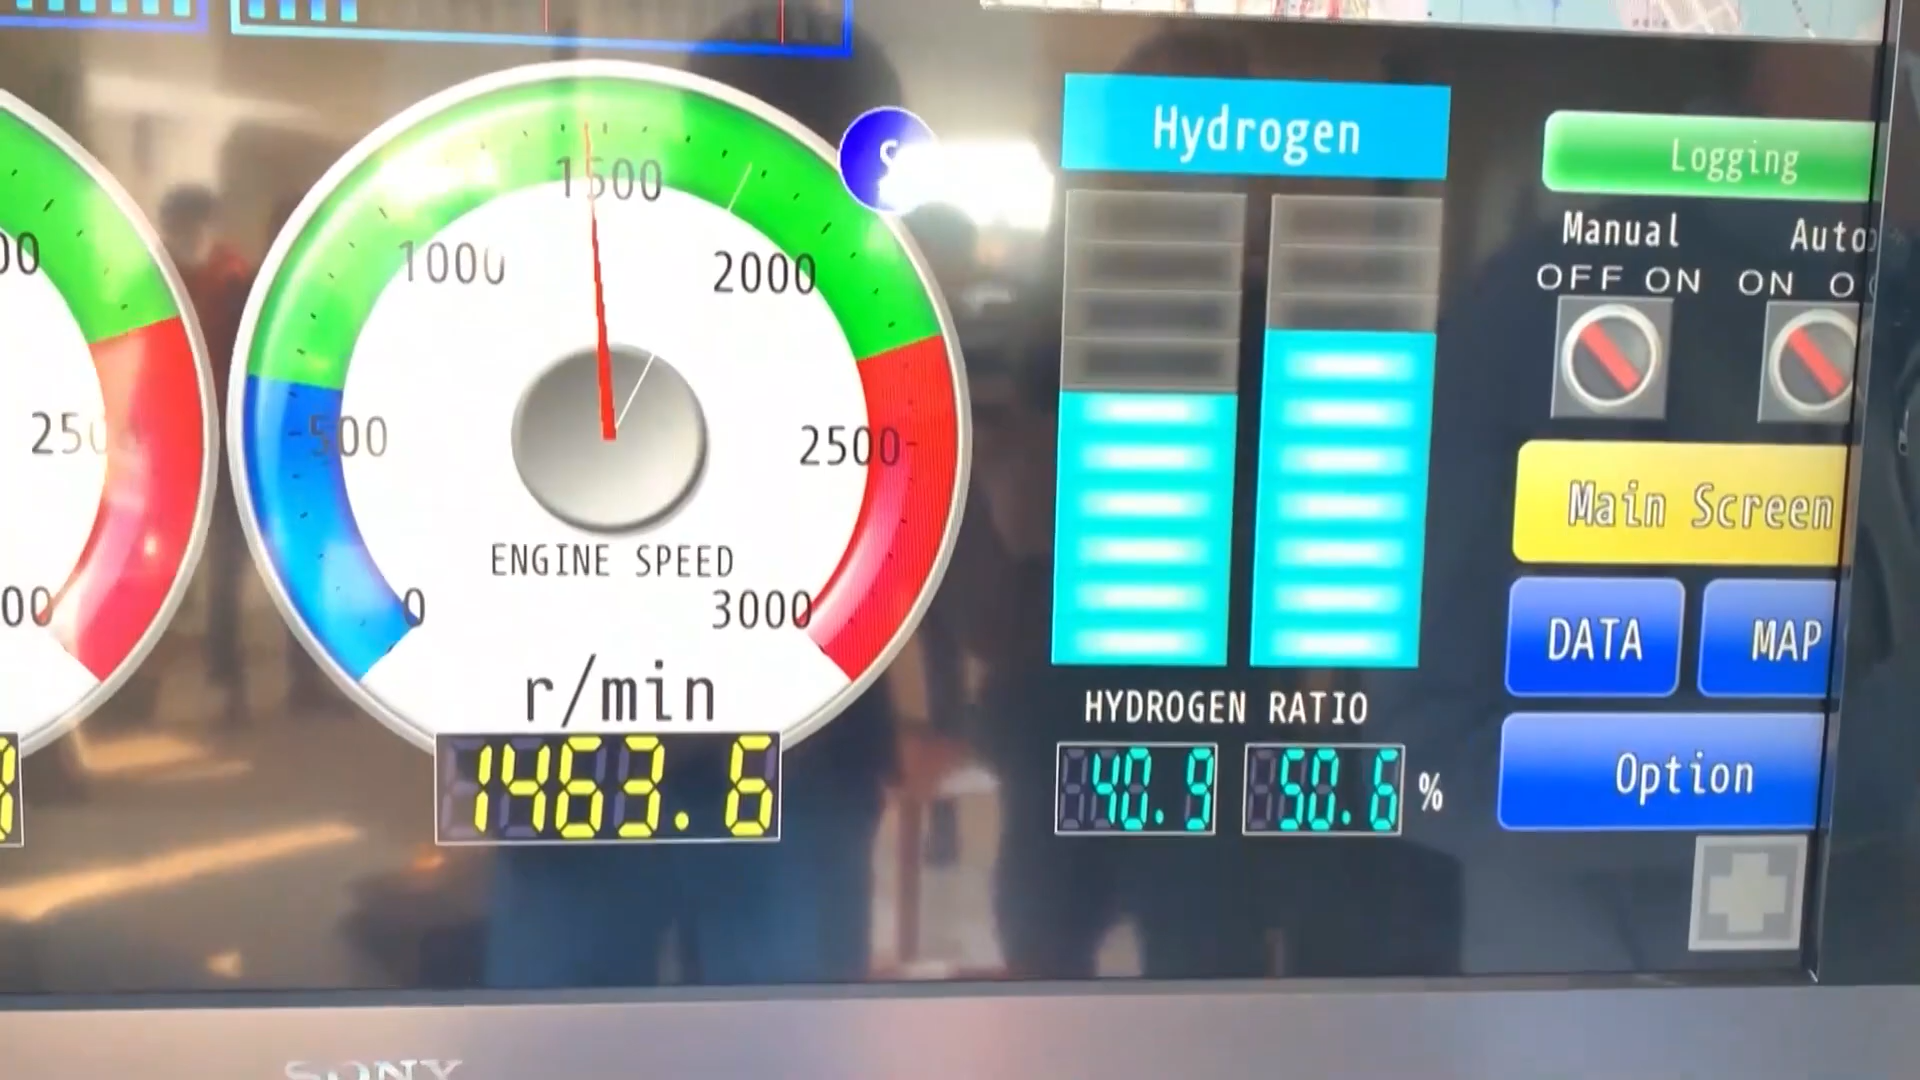 Hydrogen
Logging
Manual Auto
OFF ON ON
1500
1000
2000
500
2500
0
3000
ENGINE SPEED
r/min
1463.6
HYDROGEN RATIO
40.9 50.6 %
Main Screen
DATA MAP
Option
SONY